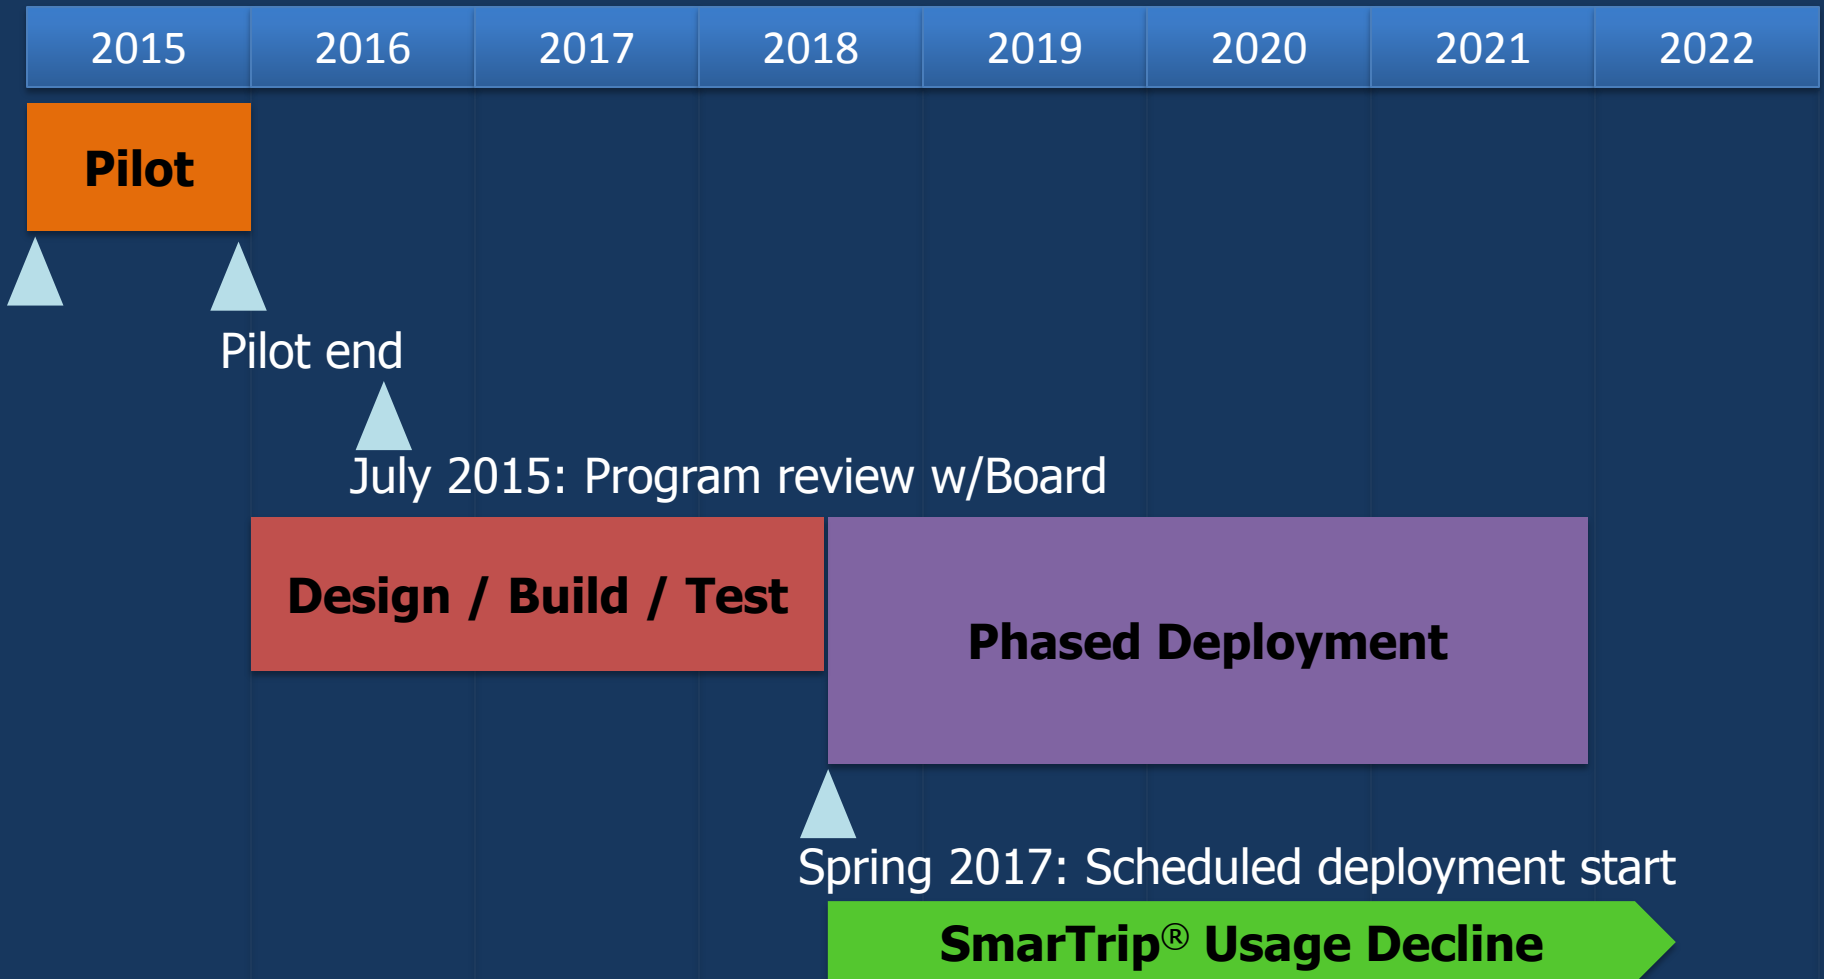 2015 2016 2017 2018 2019 2020 2021 2022
Pilot
Pilot end
July 2015: Program review w/Board
Design / Build / Test
Phased Deployment
Spring 2017: Scheduled deployment start
SmarTrip® Usage Decline